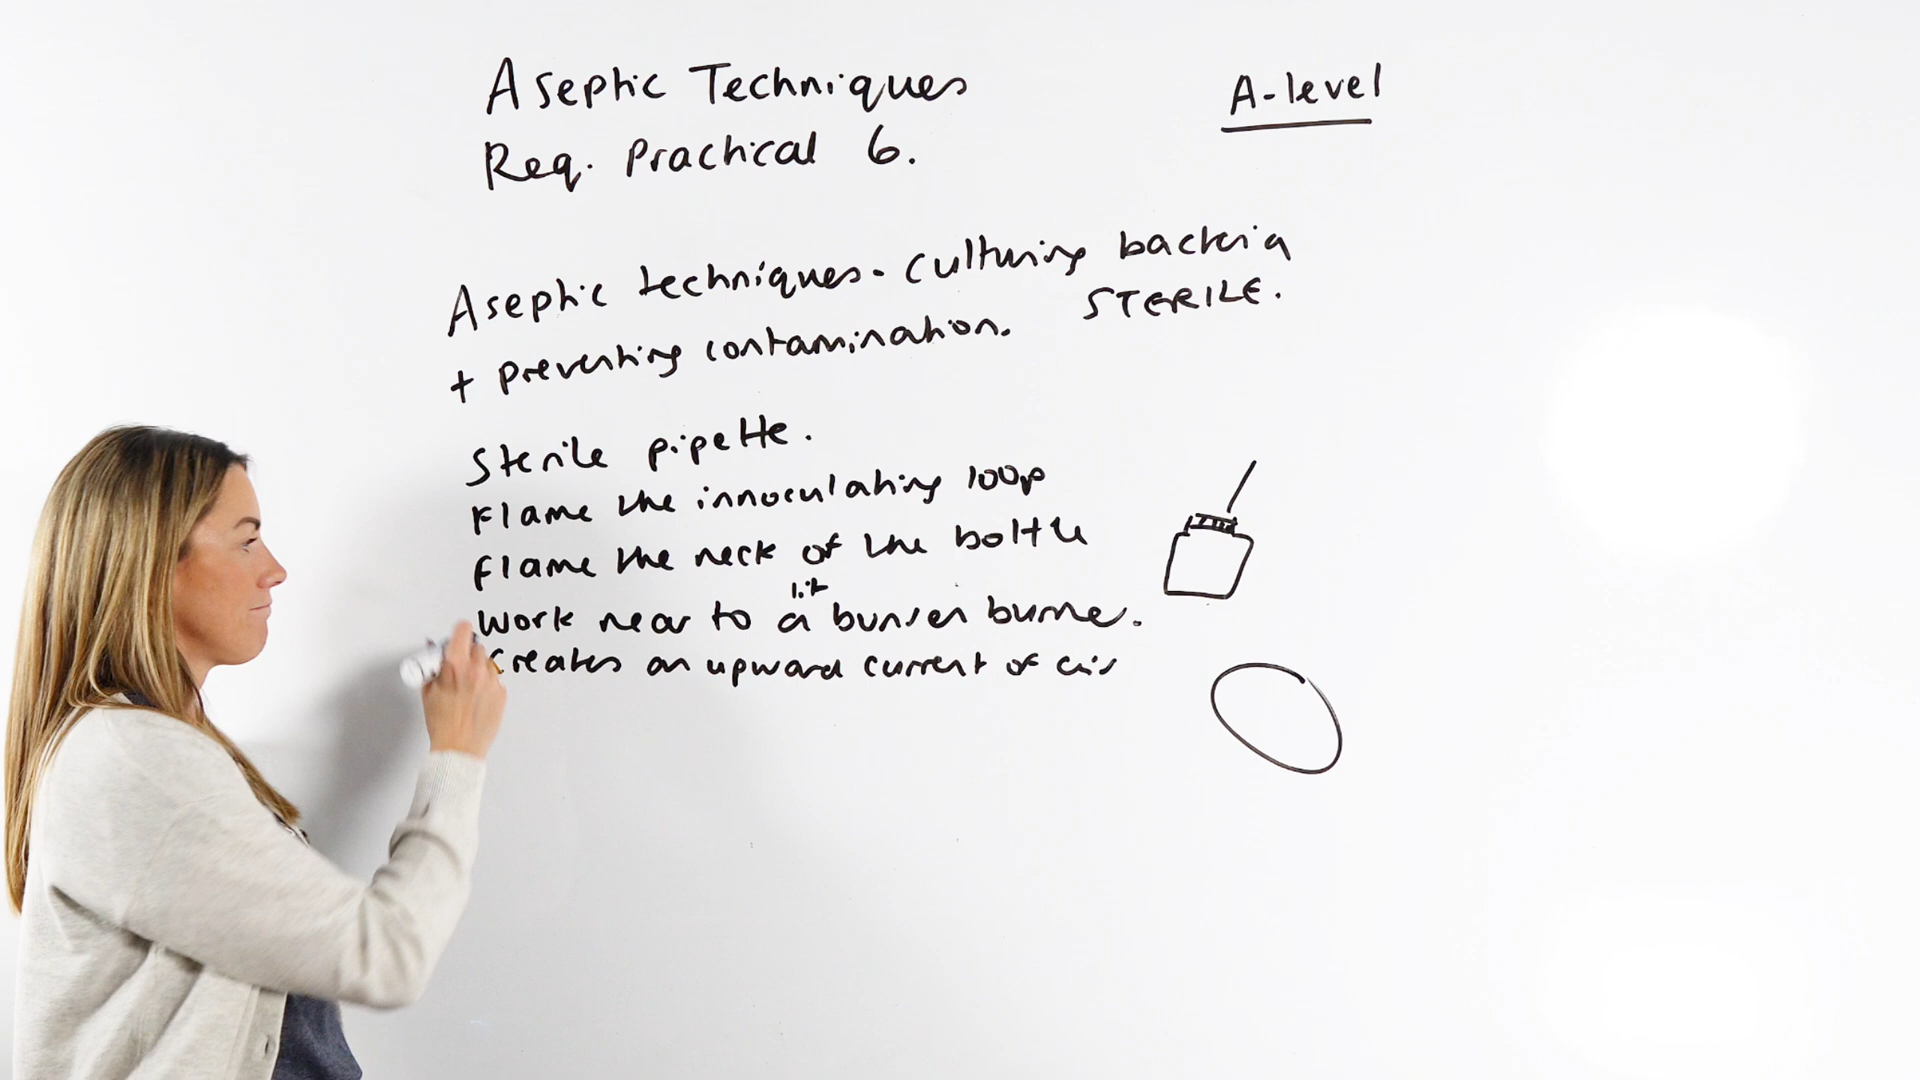 Aseptic Techniques
A-level
Req. Practical 6.
Aseptic techniques - culturing bacteria
+ preventing contamination. STERILE.
Sterile pipette.
Flame the innoculating loop
flame the neck of the bottle
Work near to a lit bunsen burner.
Creates an upward current of air